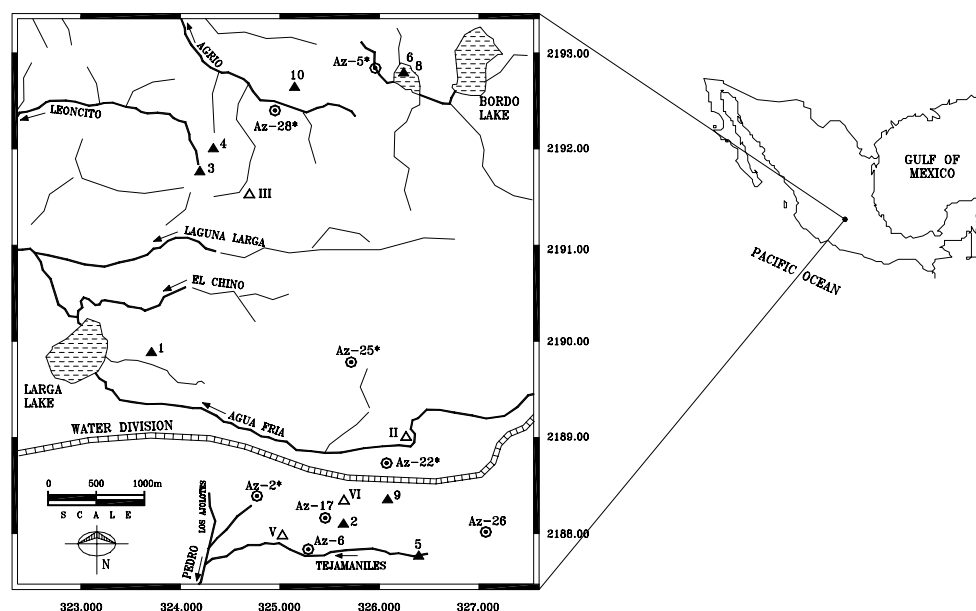 AGRIO
Az-5*
6
8
10
BORDO
LAKE
2193.00
LEONCITO
Az-28*
4
2192.00
3
III
GULF OF
MEXICO
LAGUNA LARGA
2191.00
PACIFIC OCEAN
EL CHINO
1
Az-25*
2190.00
LARGA
LAKE
AGUA FRIA
WATER DIVISION
II
2189.00
Az-22*
0 500 1000m
S C A L E
N
LOS AJOLOTES
Az-2*
VI
9
Az-17
2
Az-26
2188.00
V
Az-6
5
PEDRO
TEJAMANILES
323.000 324.000 325.000 326.000 327.000